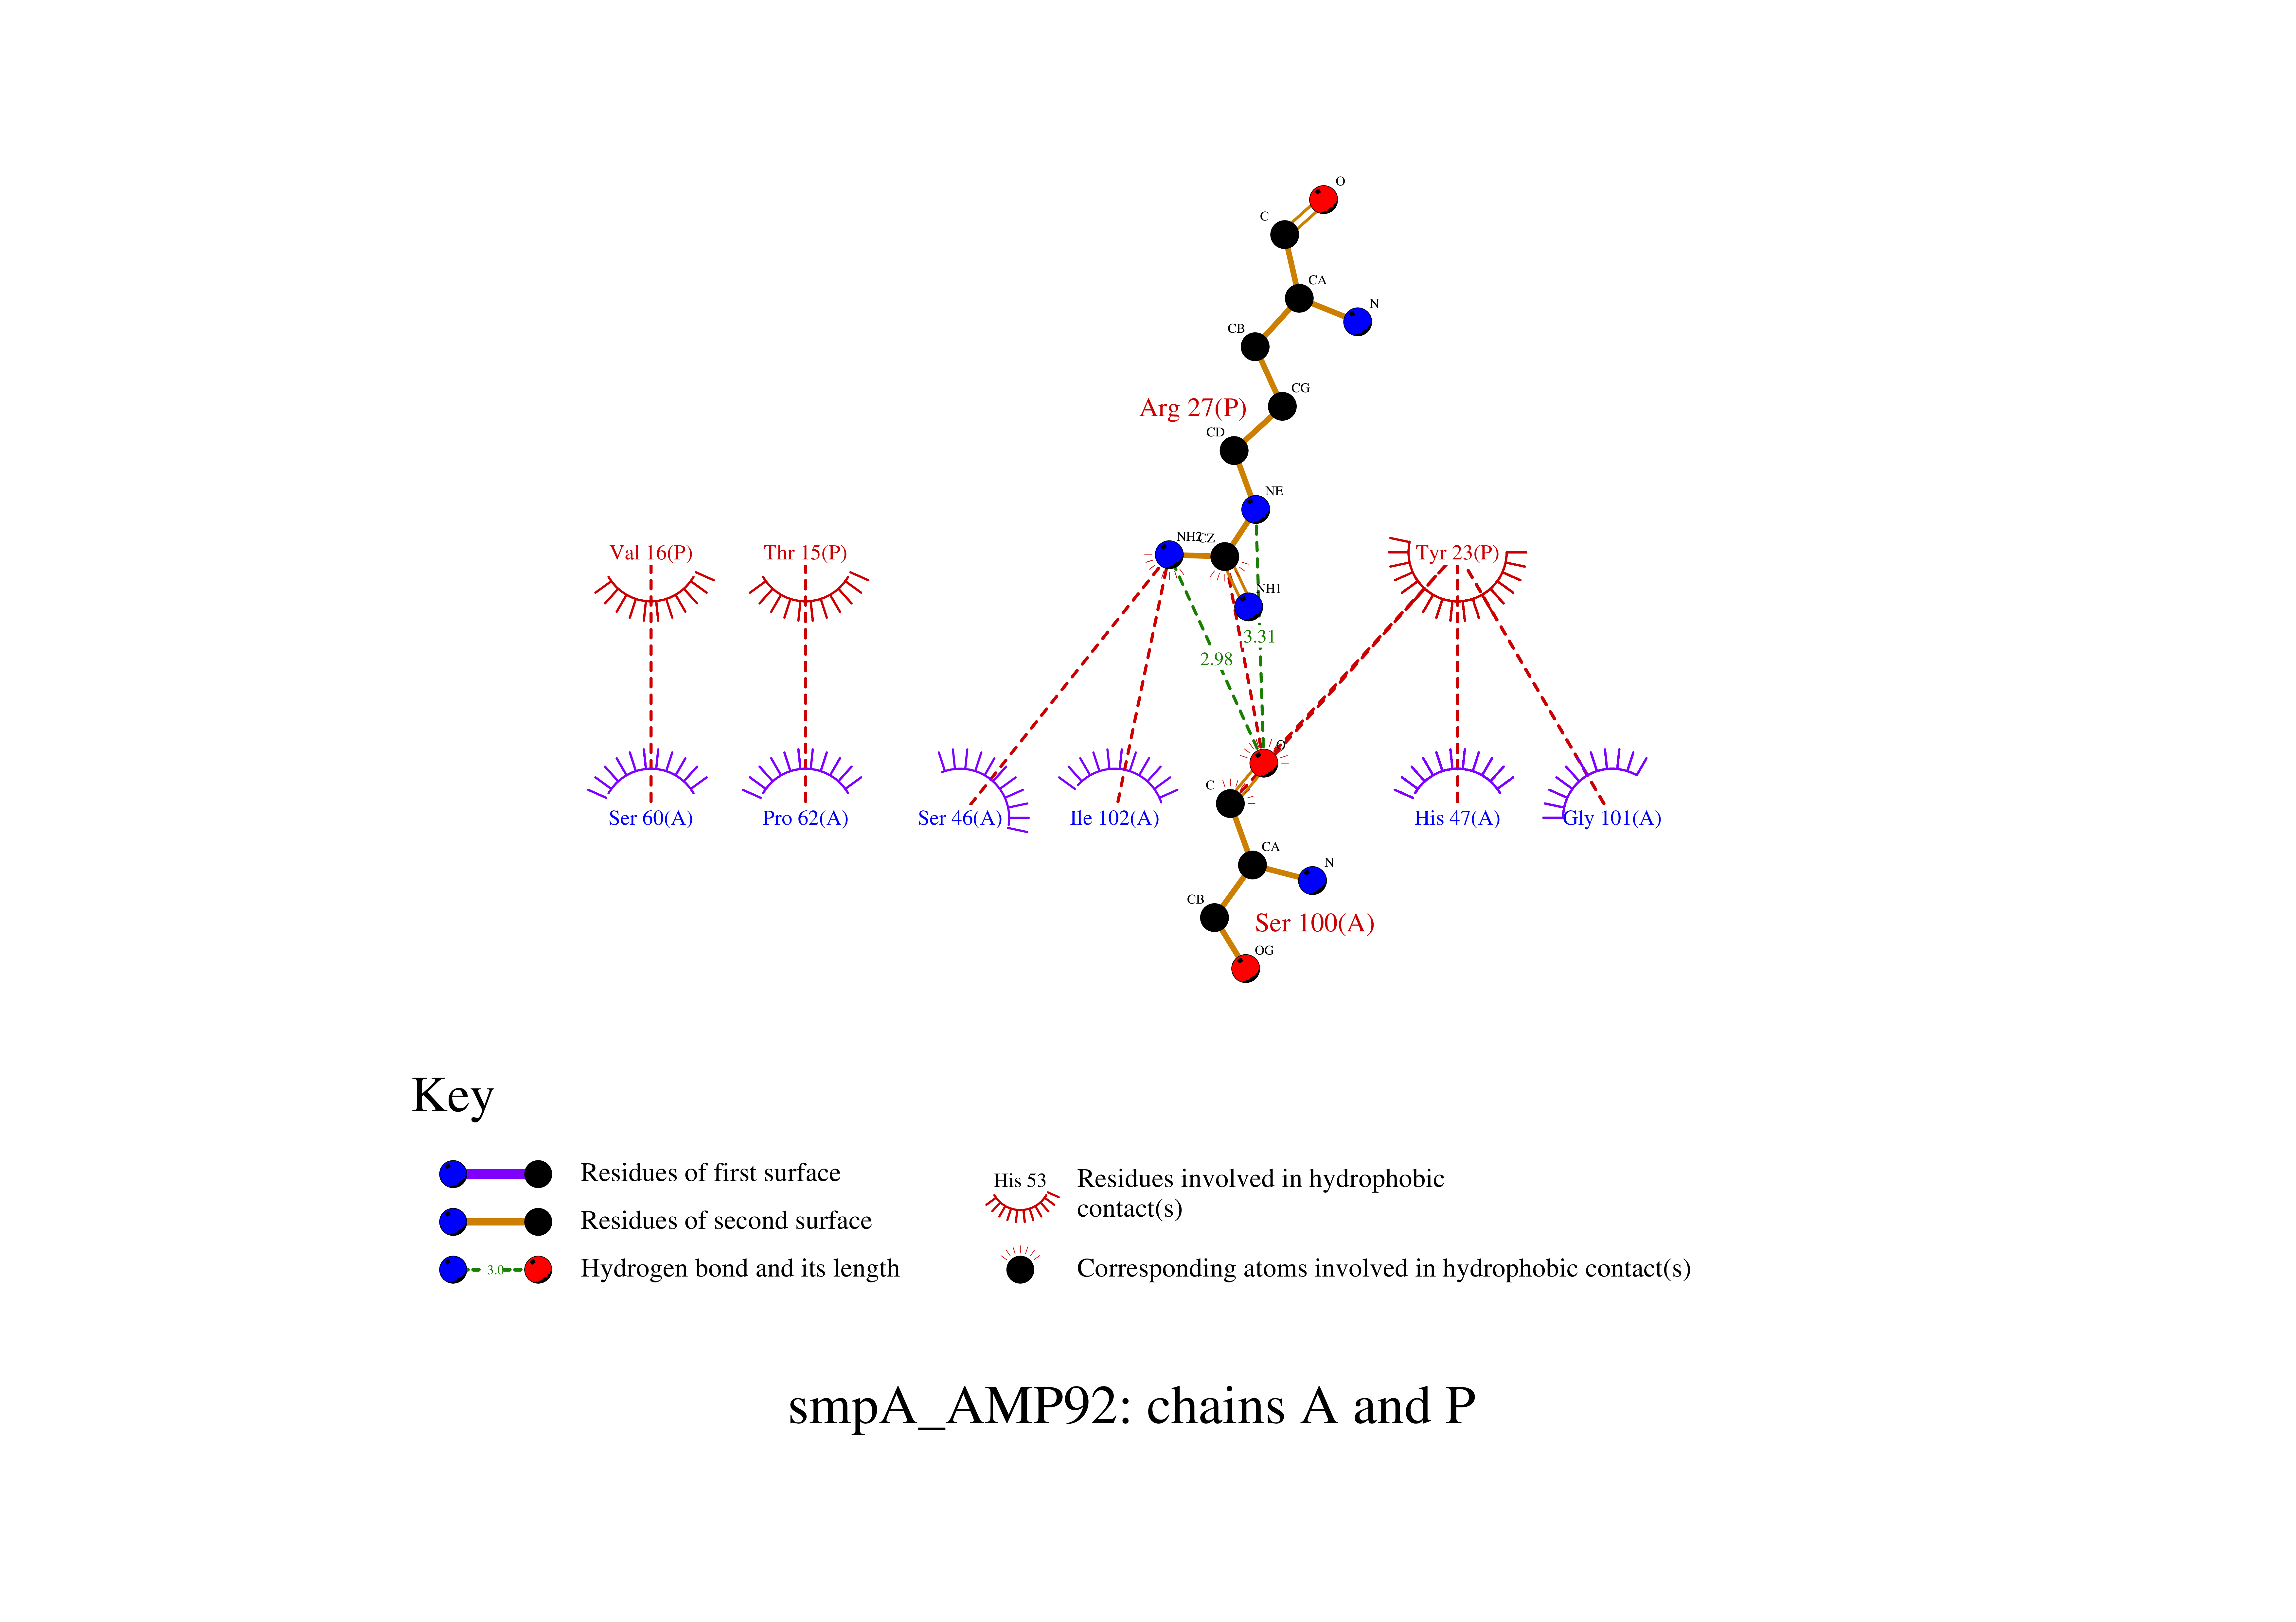 O
C
CA
N
CB
CG
Arg 27(P)
CD
NE
NH2
CZ
Val 16(P)
Thr 15(P)
Tyr 23(P)
NH1
3.31
2.98
O
C
Ser 60(A)
Pro 62(A)
Ser 46(A)
Ile 102(A)
His 47(A)
Gly 101(A)
CA
N
CB
Ser 100(A)
OG
Key
Residues of first surface
Residues of second surface
3.0
Hydrogen bond and its length
His 53
Residues involved in hydrophobic
contact(s)
Corresponding atoms involved in hydrophobic contact(s)
smpA_AMP92: chains A and P